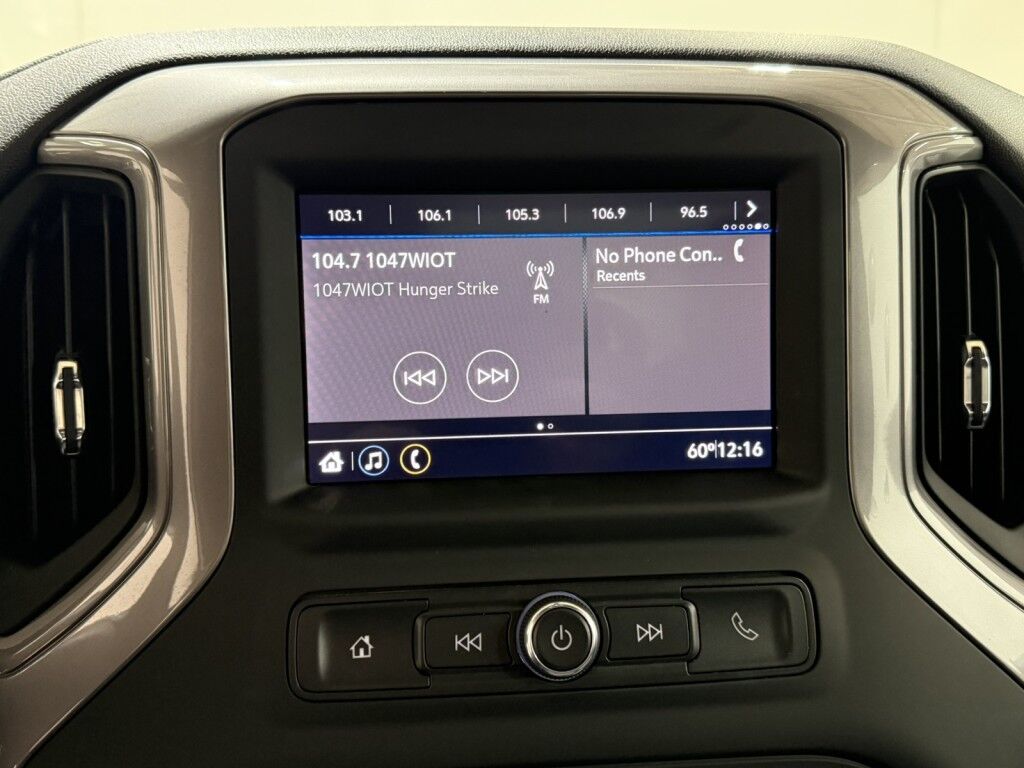 103.1 106.1 105.3 106.9 96.5
104.7 1047WIOT
1047WIOT Hunger Strike
FM
No Phone Con..
Recents
60º 12:16